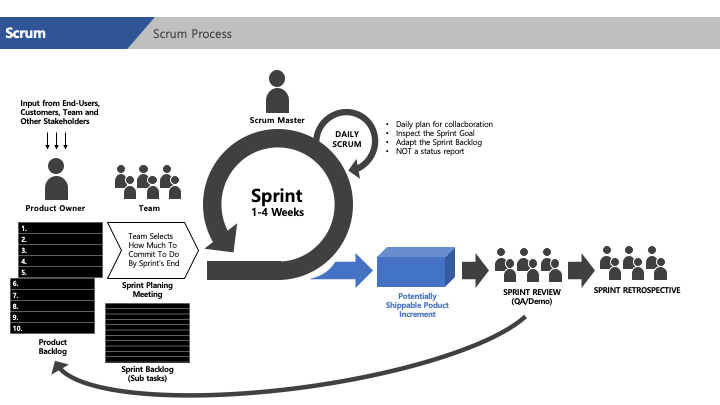 Scrum
Scrum Process
Input from End-Users,
Customers, Team and
Other Stakeholders
Product Owner
Team
Scrum Master
DAILY
SCRUM
• Daily plan for collacboration
• Inspect the Sprint Goal
• Adapt the Sprint Backlog
• NOT a status report
Sprint
1-4 Weeks
1.
2.
3.
4.
5.
6.
7.
8.
9.
10.
Product
Backlog
Team Selects
How Much To
Commit To Do
By Sprint's End
Sprint Planing
Meeting
Sprint Backlog
(Sub tasks)
Potentially
Shippable Poduct
Increment
SPRINT REVIEW
(QA/Demo)
SPRINT RETROSPECTIVE